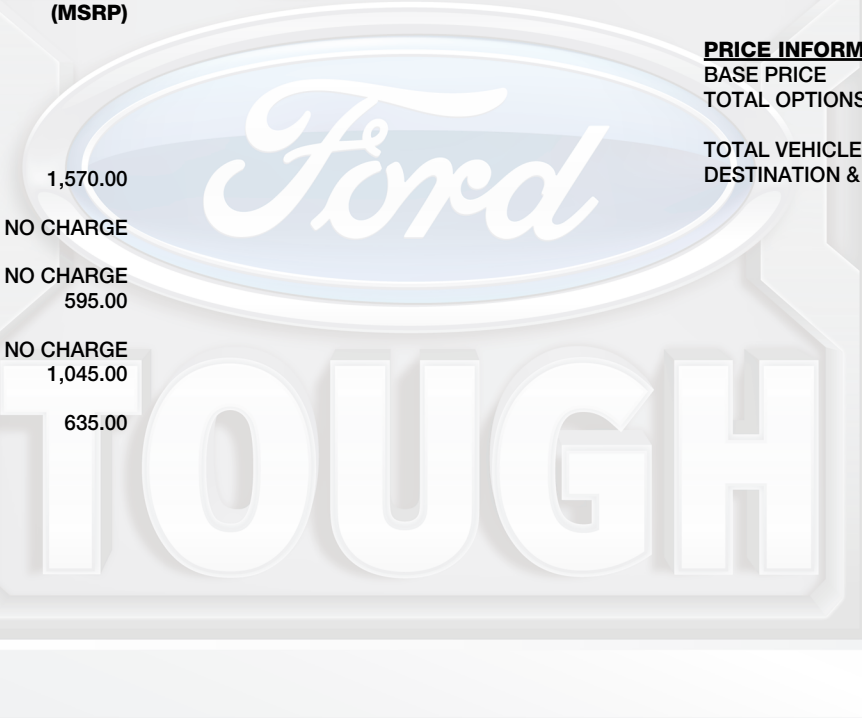 (MSRP)
1,570.00
NO CHARGE
NO CHARGE
595.00
NO CHARGE
1,045.00
635.00
PRICE INFORM
BASE PRICE
TOTAL OPTIONS
TOTAL VEHICLE
DESTINATION &
Ford
TOUGH